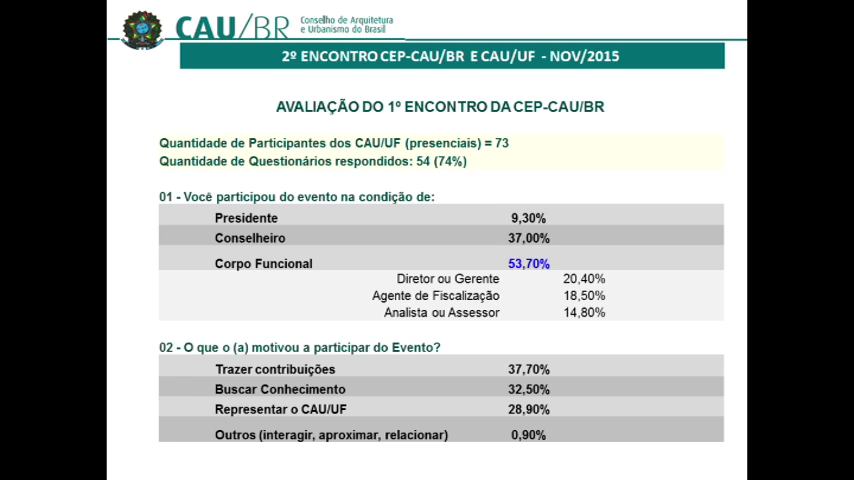 CAU/BR
Conselho de Arquitetura
e Urbanismo do Brasil
2º ENCONTRO CEP-CAU/BR E CAU/UF - NOV/2015
AVALIAÇÃO DO 1º ENCONTRO DA CEP-CAU/BR
Quantidade de Participantes dos CAU/UF (presenciais) = 73
Quantidade de Questionários respondidos: 54 (74%)
01 - Você participou do evento na condição de:
Presidente 9,30%
Conselheiro 37,00%
Corpo Funcional 53,70%
Diretor ou Gerente 20,40%
Agente de Fiscalização 18,50%
Analista ou Assessor 14,80%
02 - O que o (a) motivou a participar do Evento?
Trazer contribuições 37,70%
Buscar Conhecimento 32,50%
Representar o CAU/UF 28,90%
Outros (interagir, aproximar, relacionar) 0,90%